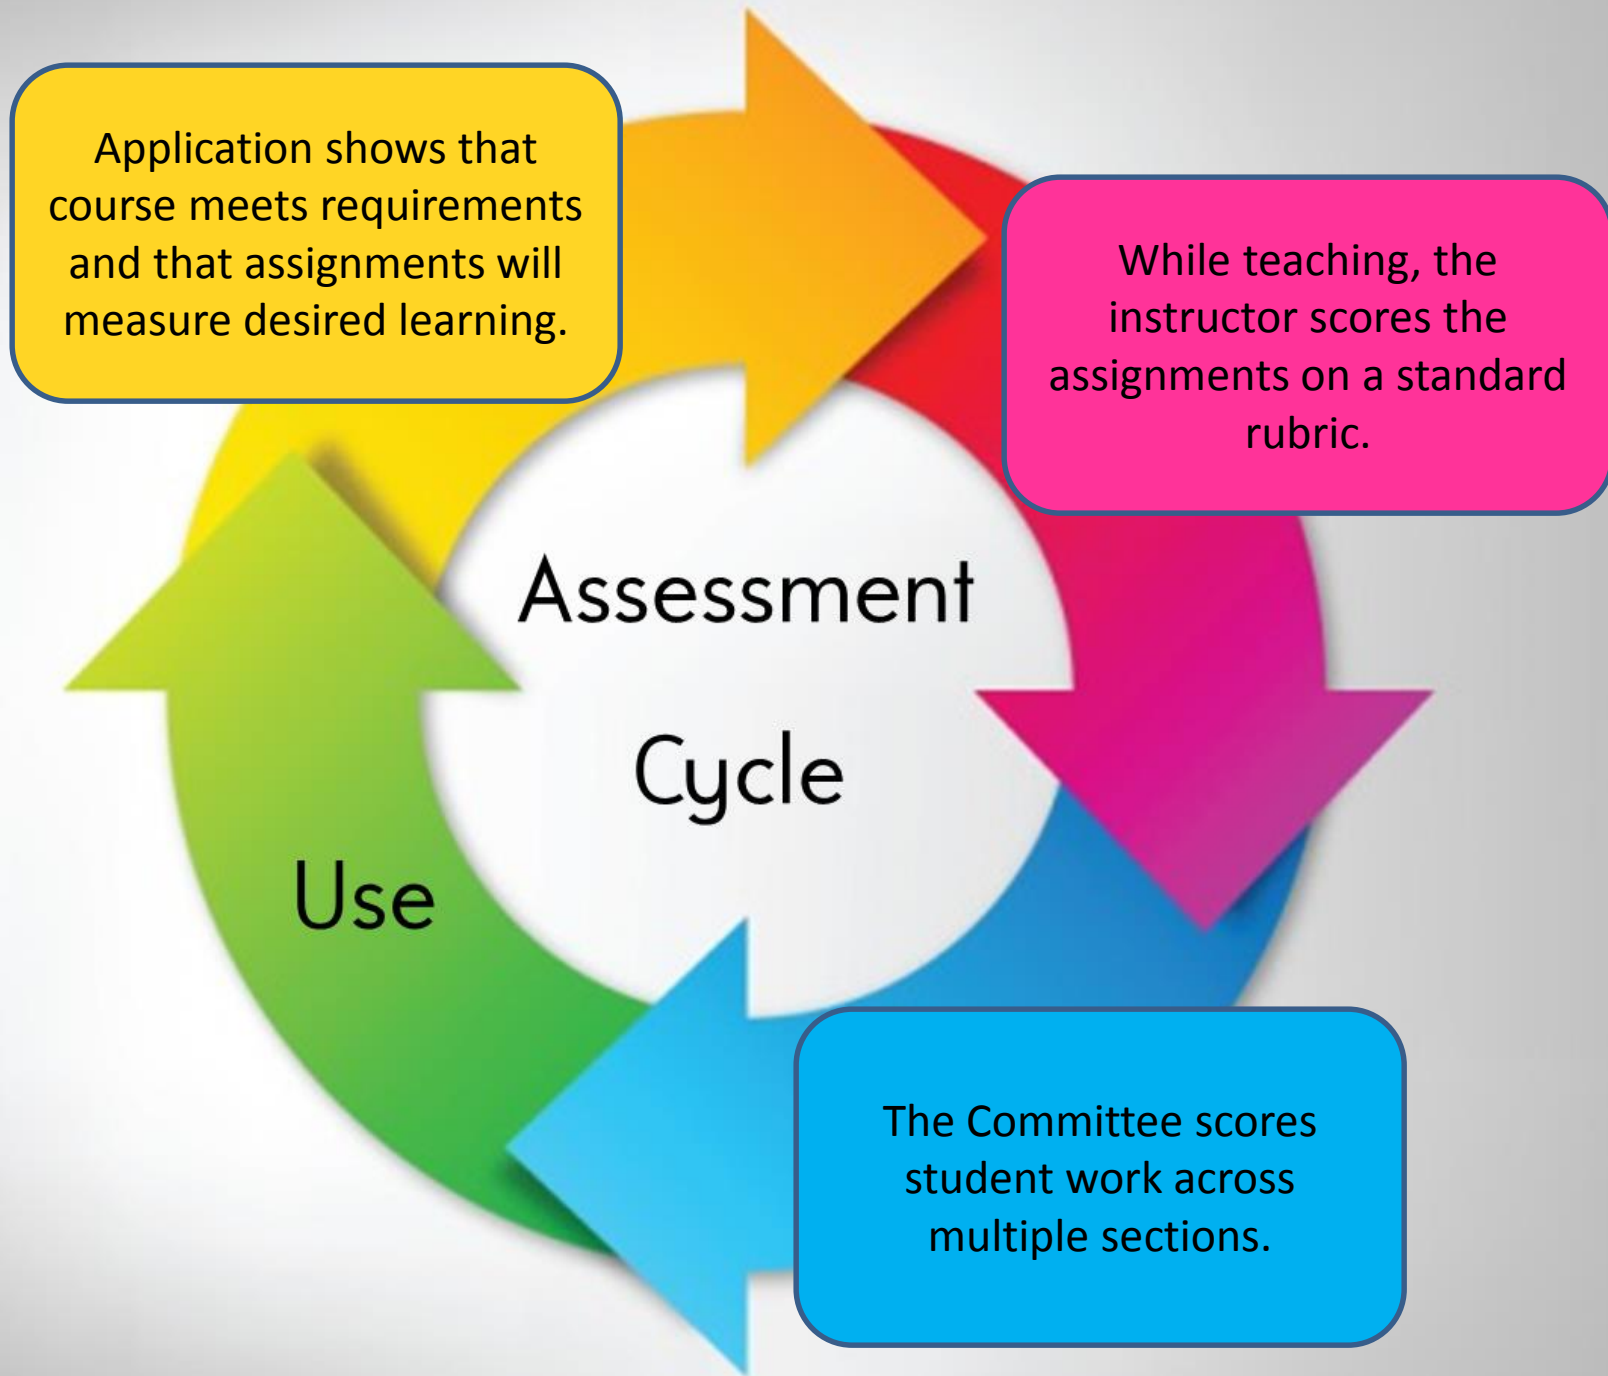 Application shows that
course meets requirements
and that assignments will
measure desired learning.
While teaching, the
instructor scores the
assignments on a standard
rubric.
Assessment
Cycle
Use
The Committee scores
student work across
multiple sections.